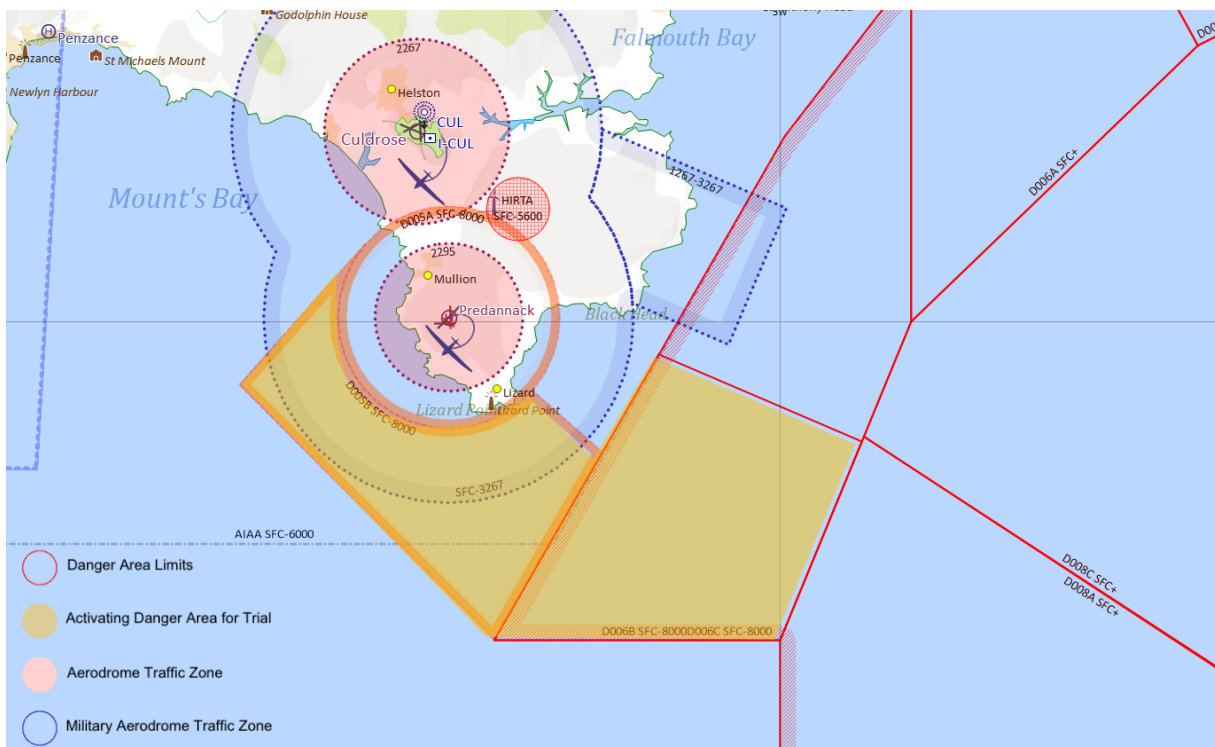 Godolphin House
3W
Penzance
Penzance
St Michaels Mount
Newlyn Harbour
2267
Falmouth Bay
Helston
CUL
Culdrose
I-CUL
Mount's Bay
1267-3267
D006A SFC+
HIRTA
SFC-5600
D005A SFC-8000
2295
Mullion
Predannack
Black Head
D005B SFC-8000
Lizard
Lizard Point
Lizard Point
SFC-3267
AIAA SFC-6000
D008C SFC+
D008A SFC+
D006B SFC-8000D006C SFC-8000
Danger Area Limits
Activating Danger Area for Trial
Aerodrome Traffic Zone
Military Aerodrome Traffic Zone